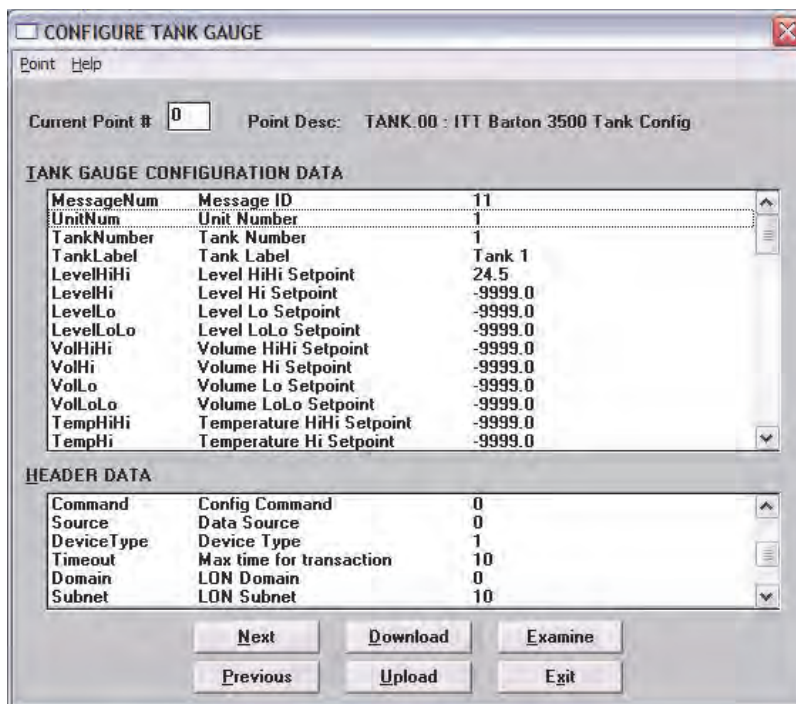 CONFIGURE TANK GAUGE
Point Help
Current Point # 0 Point Desc: TANK.00 : ITT Barton 3500 Tank Config
TANK GAUGE CONFIGURATION DATA
MessageNum Message ID 11
UnitNum Unit Number 1
TankNumber Tank Number 1
TankLabel Tank Label Tank 1
LevelHiHi Level HiHi Setpoint 24.5
LevelHi Level Hi Setpoint -9999.0
LevelLo Level Lo Setpoint -9999.0
LevelLoLo Level LoLo Setpoint -9999.0
VolHiHi Volume HiHi Setpoint -9999.0
VolHi Volume Hi Setpoint -9999.0
VolLo Volume Lo Setpoint -9999.0
VolLoLo Volume LoLo Setpoint -9999.0
TempHiHi Temperature HiHi Setpoint -9999.0
TempHi Temperature Hi Setpoint -9999.0
HEADER DATA
Command Config Command 0
Source Data Source 0
DeviceType Device Type 1
Timeout Max time for transaction 10
Domain LON Domain 0
Subnet LON Subnet 10
Next Download Examine
Previous Upload Exit